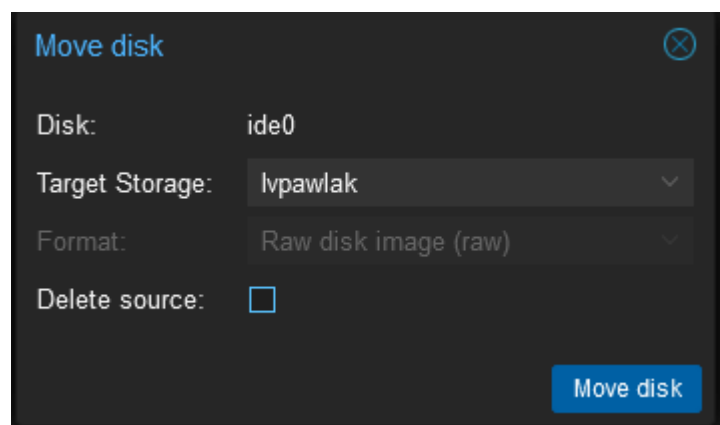 Move disk
Disk: ide0
Target Storage: lvpawlak
Format: Raw disk image (raw)
Delete source:
Move disk